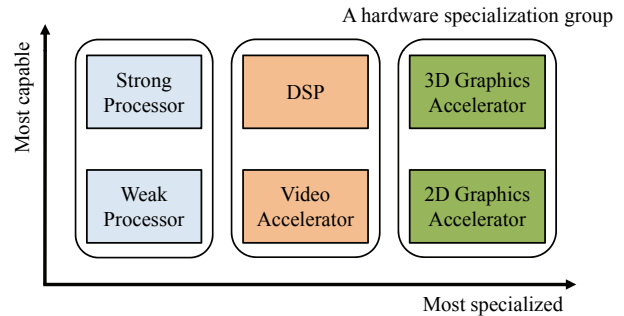 A hardware specialization group
Most capable
Strong
Processor
DSP
3D Graphics
Accelerator
Weak
Processor
Video
Accelerator
2D Graphics
Accelerator
Most specialized